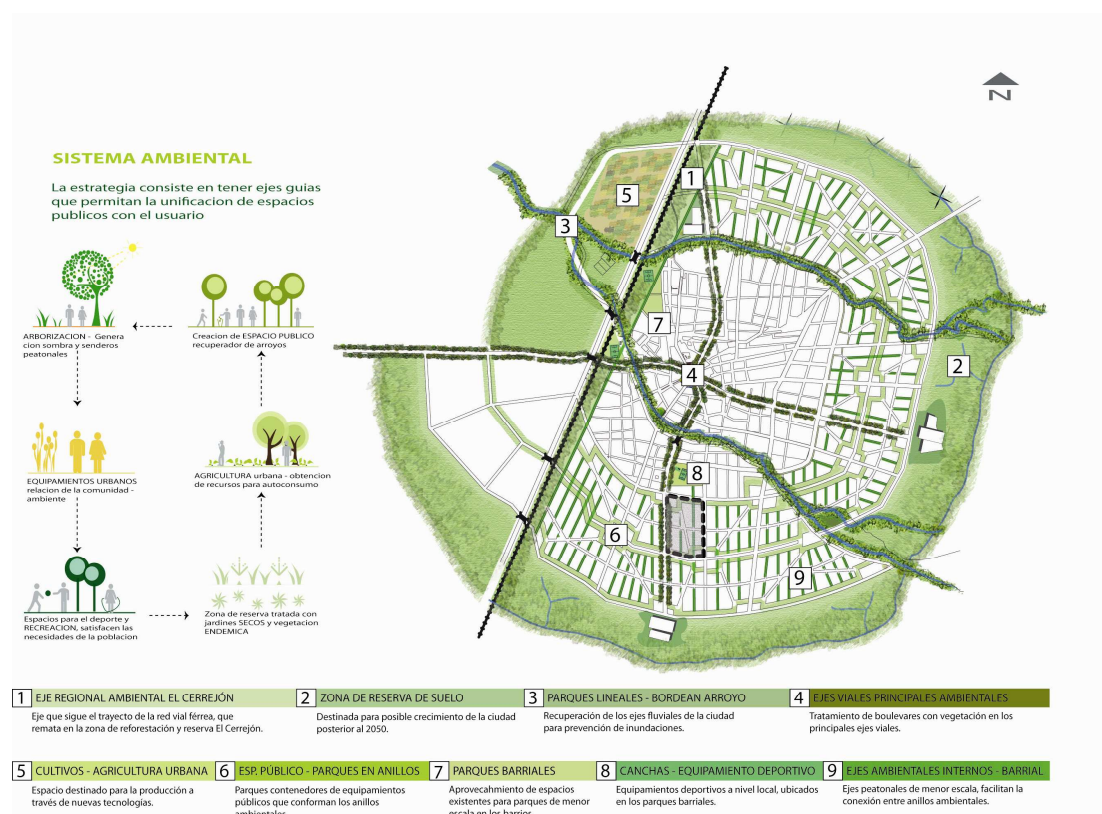 N
SISTEMA AMBIENTAL
La estrategia consiste en tener ejes guias
que permitan la unificacion de espacios
publicos con el usuario
ARBORIZACION - Genera
cion sombra y senderos
peatonales
Creacion de ESPACIO PUBLICO
recuperador de arroyos
EQUIPAMIENTOS URBANOS
relacion de la comunidad -
ambiente
AGRICULTURA urbana - obtencion
de recursos para autoconsumo
Espacios para el deporte y
RECREACION, satisfacen las
necesidades de la poblacion
Zona de reserva tratada con
jardines SECOS y vegetacion
ENDEMICA
1
5
3
7
4
2
8
6
9
1 EJE REGIONAL AMBIENTAL EL CERREJÓN
Eje que sigue el trayecto de la red vial férrea, que
remata en la zona de reforestación y reserva El Cerrejón.
2 ZONA DE RESERVA DE SUELO
Destinada para posible crecimiento de la ciudad
posterior al 2050.
3 PARQUES LINEALES - BORDEAN ARROYO
Recuperación de los ejes fluviales de la ciudad
para prevención de inundaciones.
4 EJES VIALES PRINCIPALES AMBIENTALES
Tratamiento de boulevares con vegetación en los
principales ejes viales.
5 CULTIVOS - AGRICULTURA URBANA
Espacio destinado para la producción a
través de nuevas tecnologías.
6 ESP. PÚBLICO - PARQUES EN ANILLOS
Parques contenedores de equipamientos
públicos que conforman los anillos
ambientales.
7 PARQUES BARRIALES
Aprovecahmiento de espacios
existentes para parques de menor
escala en los barrios.
8 CANCHAS - EQUIPAMIENTO DEPORTIVO
Equipamientos deportivos a nivel local, ubicados
en los parques barriales.
9 EJES AMBIENTALES INTERNOS - BARRIAL
Ejes peatonales de menor escala, facilitan la
conexión entre anillos ambientales.